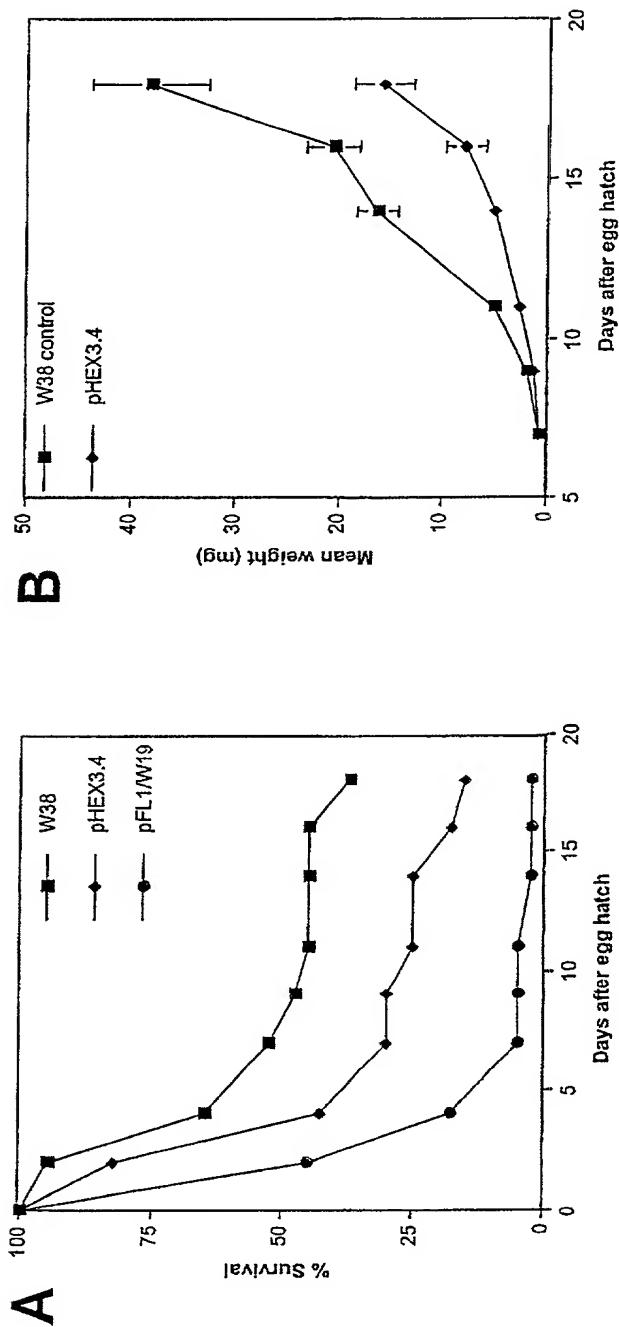 A
% Survival
100
75
50
25
0
0
5
10
15
20
Days after egg hatch
W38
pHEX3.4
pFL1/W19
B
Mean weight (mg)
50
40
30
20
10
0
5
10
15
20
Days after egg hatch
W38 control
pHEX3.4